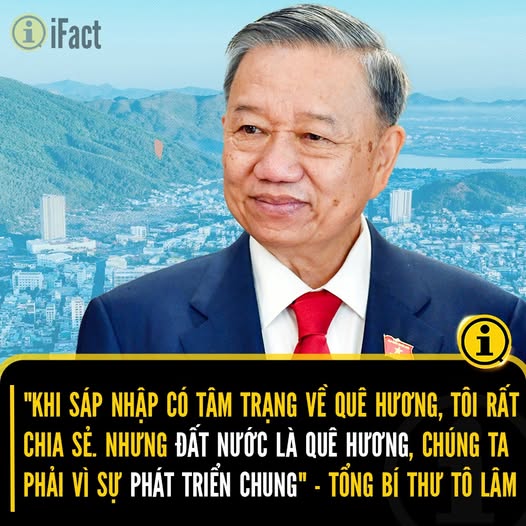 iFact
"KHI SÁP NHẬP CÓ TÂM TRẠNG VỀ QUÊ HƯƠNG, TÔI RẤT
CHIA SẺ. NHƯNG ĐẤT NƯỚC LÀ QUÊ HƯƠNG, CHÚNG TA
PHẢI VÌ SỰ PHÁT TRIỂN CHUNG" - TỔNG BÍ THƯ TÔ LÂM